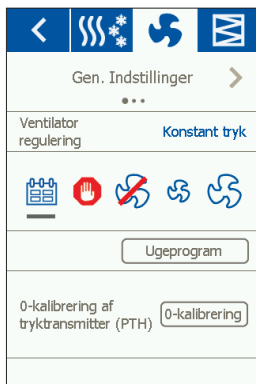 Gen. Indstillinger
Ventilator
regulering
Konstant tryk
Ugeprogram
0-kalibrering af
tryktransmitter (PTH)
0-kalibrering